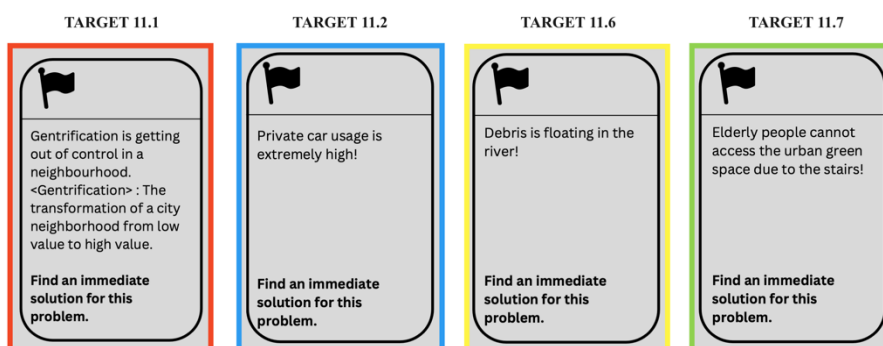 TARGET 11.1
TARGET 11.2
TARGET 11.6
TARGET 11.7
Gentrification is getting
out of control in a
neighbourhood.
<Gentrification> : The
transformation of a city
neighborhood from low
value to high value.
Find an immediate
solution for this
problem.
Private car usage is
extremely high!
Find an immediate
solution for this
problem.
Debris is floating in the
river!
Find an immediate
solution for this
problem.
Elderly people cannot
access the urban green
space due to the stairs!
Find an immediate
solution for this
problem.